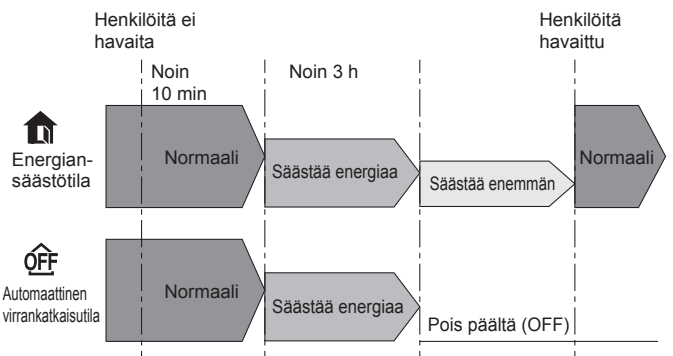 Henkilöitä ei
havaita
Henkilöitä
havaittu
Noin
10 min
Noin 3 h
Energian-
säästötila
Normaali
Säästää energiaa
Säästää enemmän
Normaali
OFF
Automaattinen
virrankatkaisutila
Normaali
Säästää energiaa
Pois päältä (OFF)